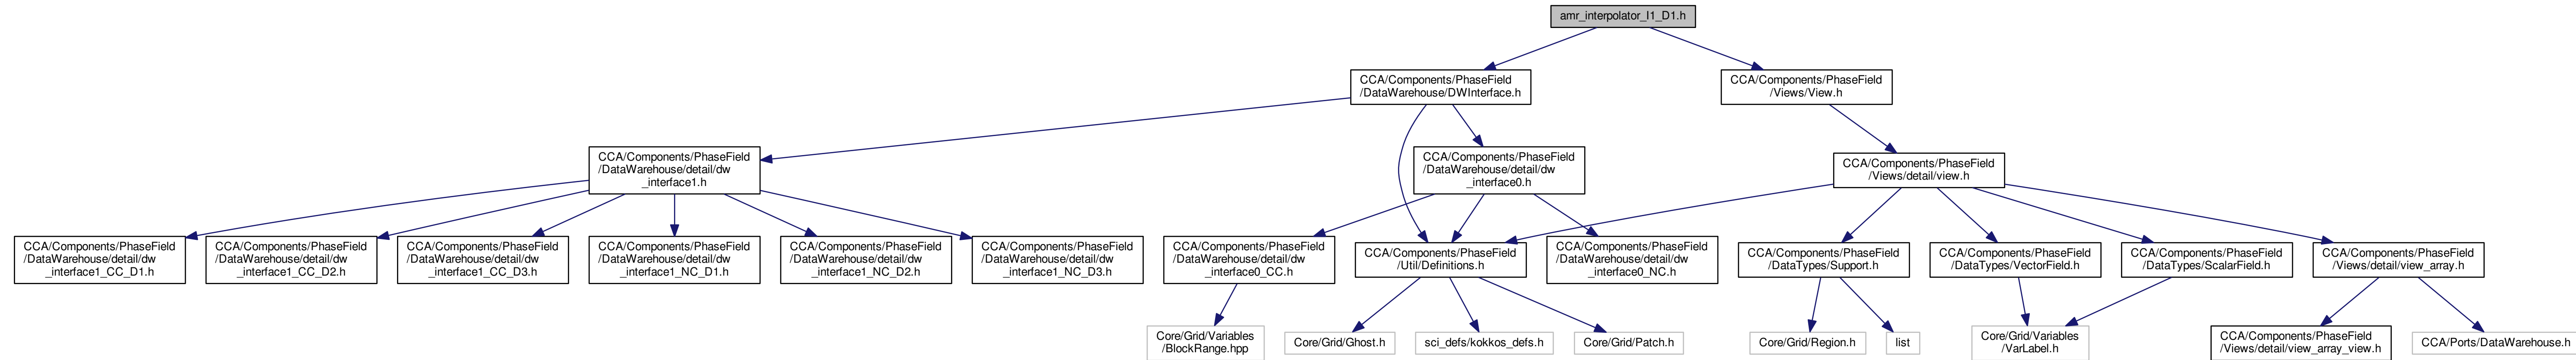 amr_interpolator_I1_D1.h
CCA/Components/PhaseField
/DataWarehouse/DWInterface.h
CCA/Components/PhaseField
/Views/View.h
CCA/Components/PhaseField
/DataWarehouse/detail/dw
_interface1.h
CCA/Components/PhaseField
/DataWarehouse/detail/dw
_interface0.h
CCA/Components/PhaseField
/Views/detail/view.h
CCA/Components/PhaseField
/DataWarehouse/detail/dw
_interface1_CC_D1.h
CCA/Components/PhaseField
/DataWarehouse/detail/dw
_interface1_CC_D2.h
CCA/Components/PhaseField
/DataWarehouse/detail/dw
_interface1_CC_D3.h
CCA/Components/PhaseField
/DataWarehouse/detail/dw
_interface1_NC_D1.h
CCA/Components/PhaseField
/DataWarehouse/detail/dw
_interface1_NC_D2.h
CCA/Components/PhaseField
/DataWarehouse/detail/dw
_interface1_NC_D3.h
CCA/Components/PhaseField
/DataWarehouse/detail/dw
_interface0_CC.h
CCA/Components/PhaseField
/Util/Definitions.h
CCA/Components/PhaseField
/DataWarehouse/detail/dw
_interface0_NC.h
CCA/Components/PhaseField
/DataTypes/Support.h
CCA/Components/PhaseField
/DataTypes/VectorField.h
CCA/Components/PhaseField
/DataTypes/ScalarField.h
CCA/Components/PhaseField
/Views/detail/view_array.h
Core/Grid/Variables
/BlockRange.hpp
Core/Grid/Ghost.h
sci_defs/kokkos_defs.h
Core/Grid/Patch.h
Core/Grid/Region.h
list
Core/Grid/Variables
/VarLabel.h
CCA/Components/PhaseField
/Views/detail/view_array_view.h
CCA/Ports/DataWarehouse.h